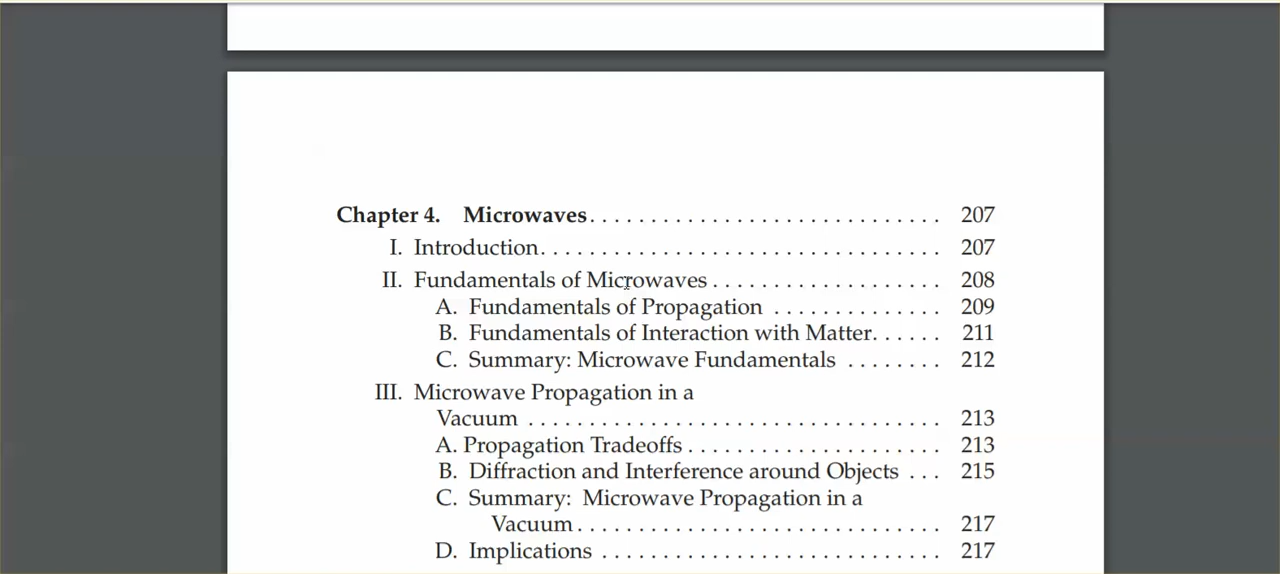 Chapter 4. Microwaves. . . . . . . . . . . . . . . . . . . . . . . . . . . . . 207
I. Introduction. . . . . . . . . . . . . . . . . . . . . . . . . . . . . . . . . 207
II. Fundamentals of Microwaves . . . . . . . . . . . . . . . . . . . 208
A. Fundamentals of Propagation . . . . . . . . . . . . . . 209
B. Fundamentals of Interaction with Matter. . . . . . 211
C. Summary: Microwave Fundamentals . . . . . . . . 212
III. Microwave Propagation in a
Vacuum . . . . . . . . . . . . . . . . . . . . . . . . . . . . . . . . . . 213
A. Propagation Tradeoffs . . . . . . . . . . . . . . . . . . . . . 213
B. Diffraction and Interference around Objects . . . 215
C. Summary: Microwave Propagation in a
Vacuum . . . . . . . . . . . . . . . . . . . . . . . . . . . . . . 217
D. Implications . . . . . . . . . . . . . . . . . . . . . . . . . . . . 217